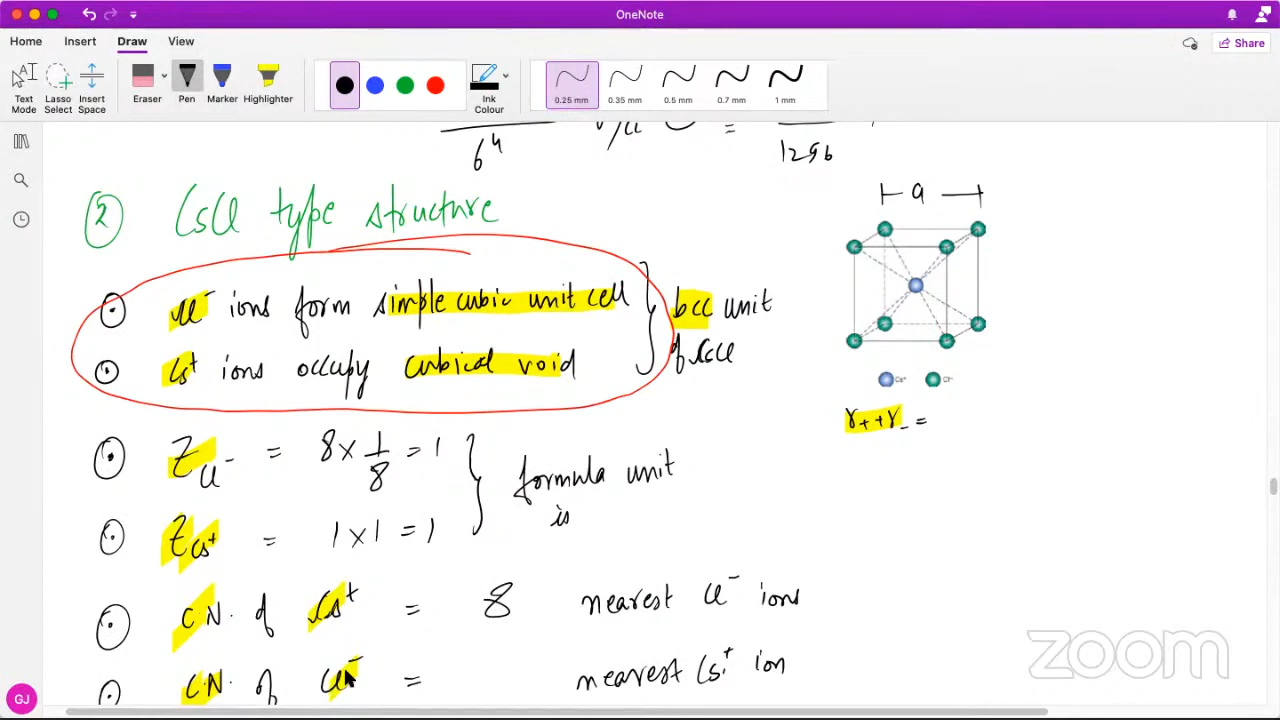 OneNote
Home Insert Draw View
Share
Text Mode
Lasso Select
Insert Space
Eraser
Pen
Marker
Highlighter
Ink Colour
0.25 mm
0.35 mm
0.5 mm
0.7 mm
1 mm
6⁴ = 1296
② CsCl type structure
⊢ a ⊣
⊙ Cl⁻ ions form simple cubic unit cell } bcc unit
⊙ Cs⁺ ions occupy cubical void of CsCl
Cs⁺ Cl⁻
r₊+r₋ =
⊙ Z Cl⁻ = 8 × 1/8 = 1 } formula unit
is
⊙ Z Cs⁺ = 1 × 1 = 1
⊙ C.N. of Cs⁺ = 8 nearest Cl⁻ ions
⊙ C.N. of Cl⁻ = nearest Cs⁺ ion
zoom
GJ